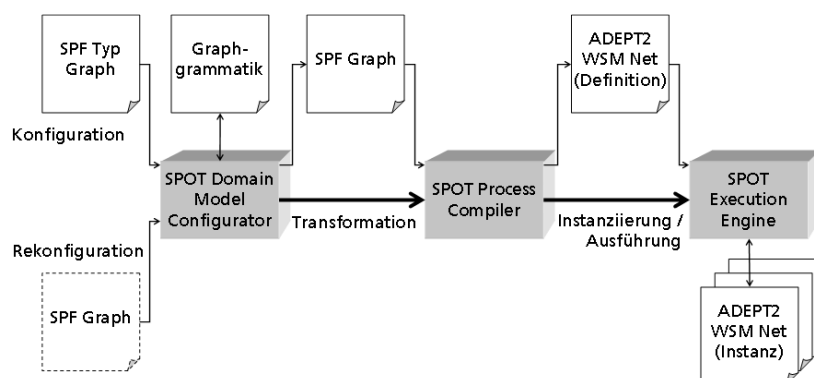 SPF Typ
Graph
Graph-
grammatik
SPF Graph
ADEPT2
WSM Net
(Definition)
Konfiguration
SPOT Domain
Model
Configurator
Transformation
SPOT Process
Compiler
Instanziierung /
Ausführung
SPOT
Execution
Engine
Rekonfiguration
SPF Graph
ADEPT2
WSM Net
(Instanz)